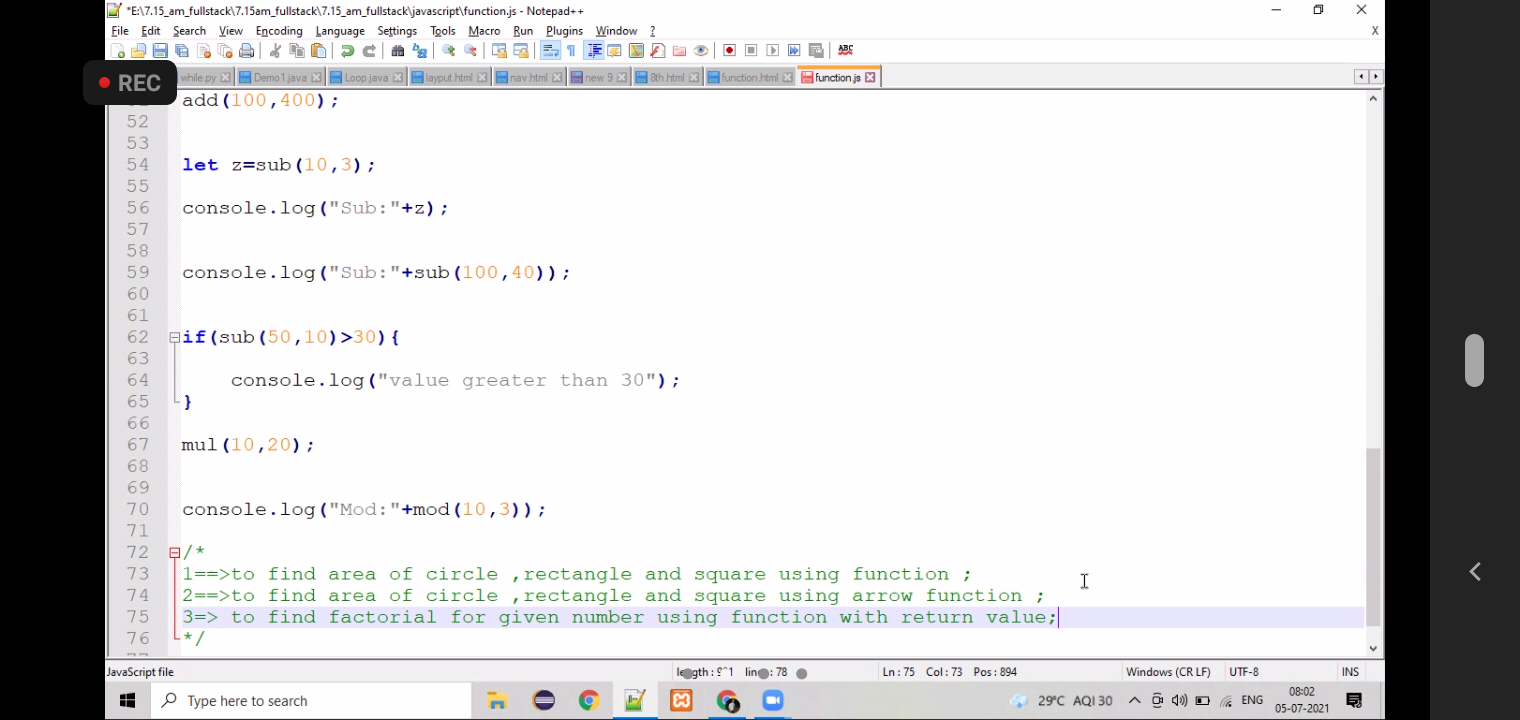 *E:\7.15_am_fullstack\7.15am_fullstack\7.15_am_fullstack\javascript\function.js - Notepad++
File Edit Search View Encoding Language Settings Tools Macro Run Plugins Window ? X
REC while.py Demo1.java Loop.java layput.html nav.html new 9 8th.html function.html function.js
add(100,400);
52
53
54 let z=sub(10,3);
55
56 console.log("Sub:"+z);
57
58
59 console.log("Sub:"+sub(100,40));
60
61
62 if(sub(50,10)>30){
63
64 console.log("value greater than 30");
65 }
66
67 mul(10,20);
68
69
70 console.log("Mod:"+mod(10,3));
71
72 /*
73 1==>to find area of circle ,rectangle and square using function ;
74 2==>to find area of circle ,rectangle and square using arrow function ;
75 3=> to find factorial for given number using function with return value;
76 */
JavaScript file Ln : 75 Col : 73 Pos : 894 Windows (CR LF) UTF-8 INS
Type here to search 29°C AQI 30 ENG 08:02
05-07-2021